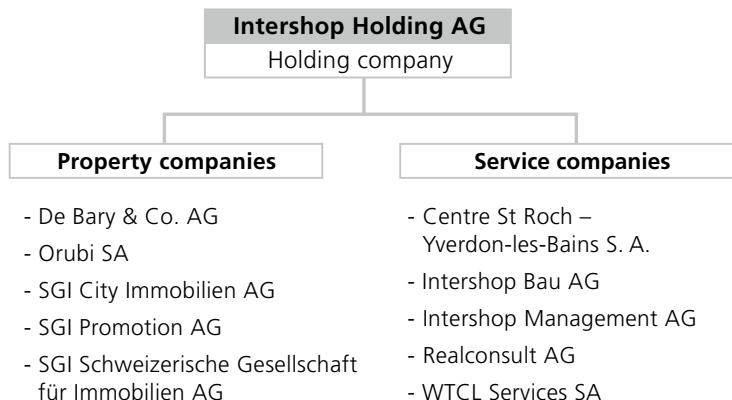 Intershop Holding AG
Holding company
Property companies
- De Bary & Co. AG
- Orubi SA
- SGI City Immobilien AG
- SGI Promotion AG
- SGI Schweizerische Gesellschaft
für Immobilien AG
Service companies
- Centre St Roch –
Yverdon-les-Bains S. A.
- Intershop Bau AG
- Intershop Management AG
- Realconsult AG
- WTCL Services SA